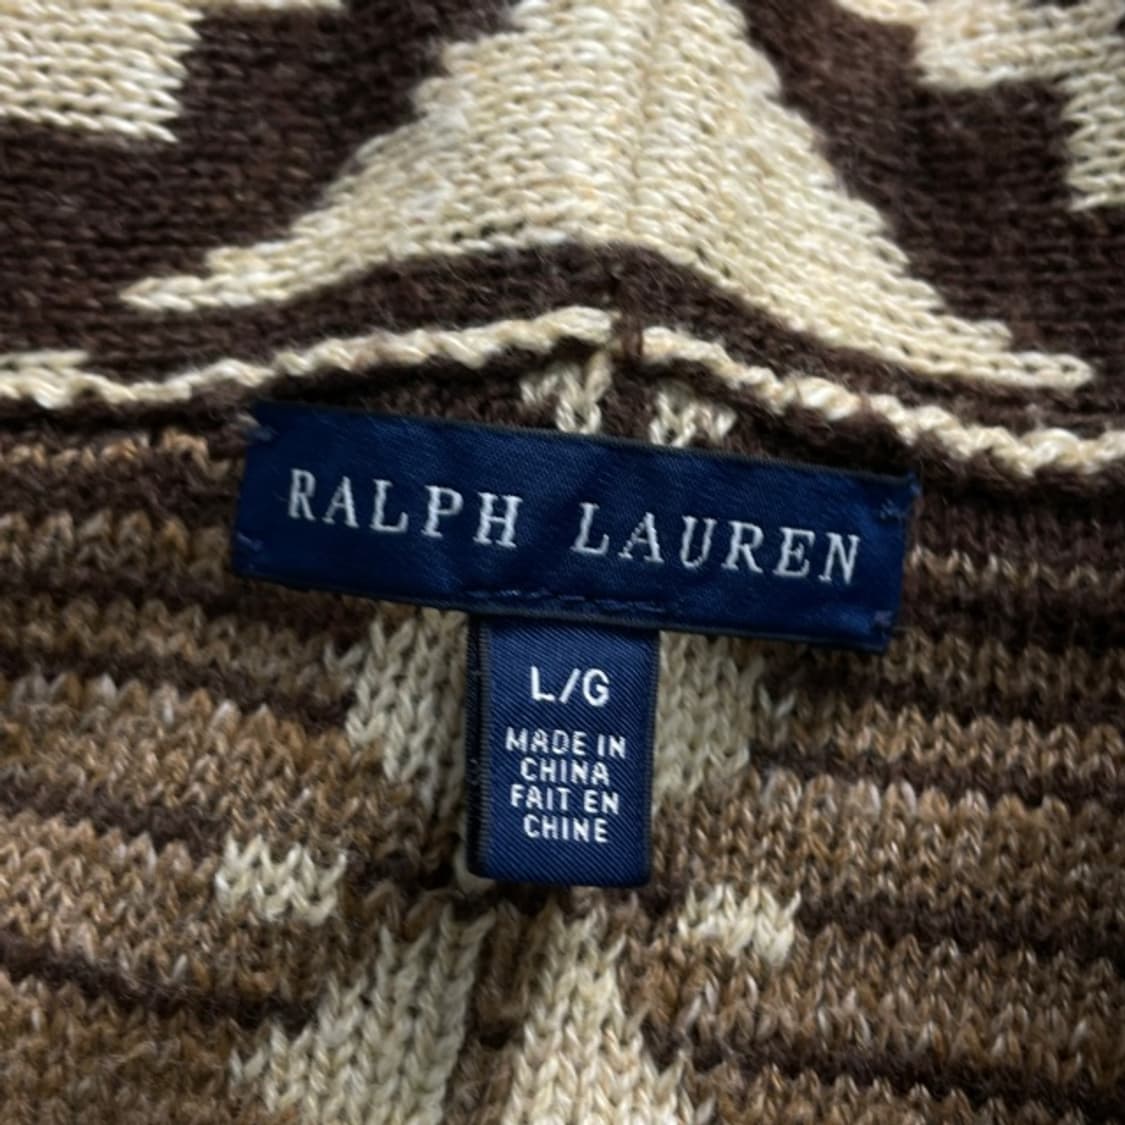 RALPH LAUREN
L/G
MADE IN
CHINA
FAIT EN
CHINE